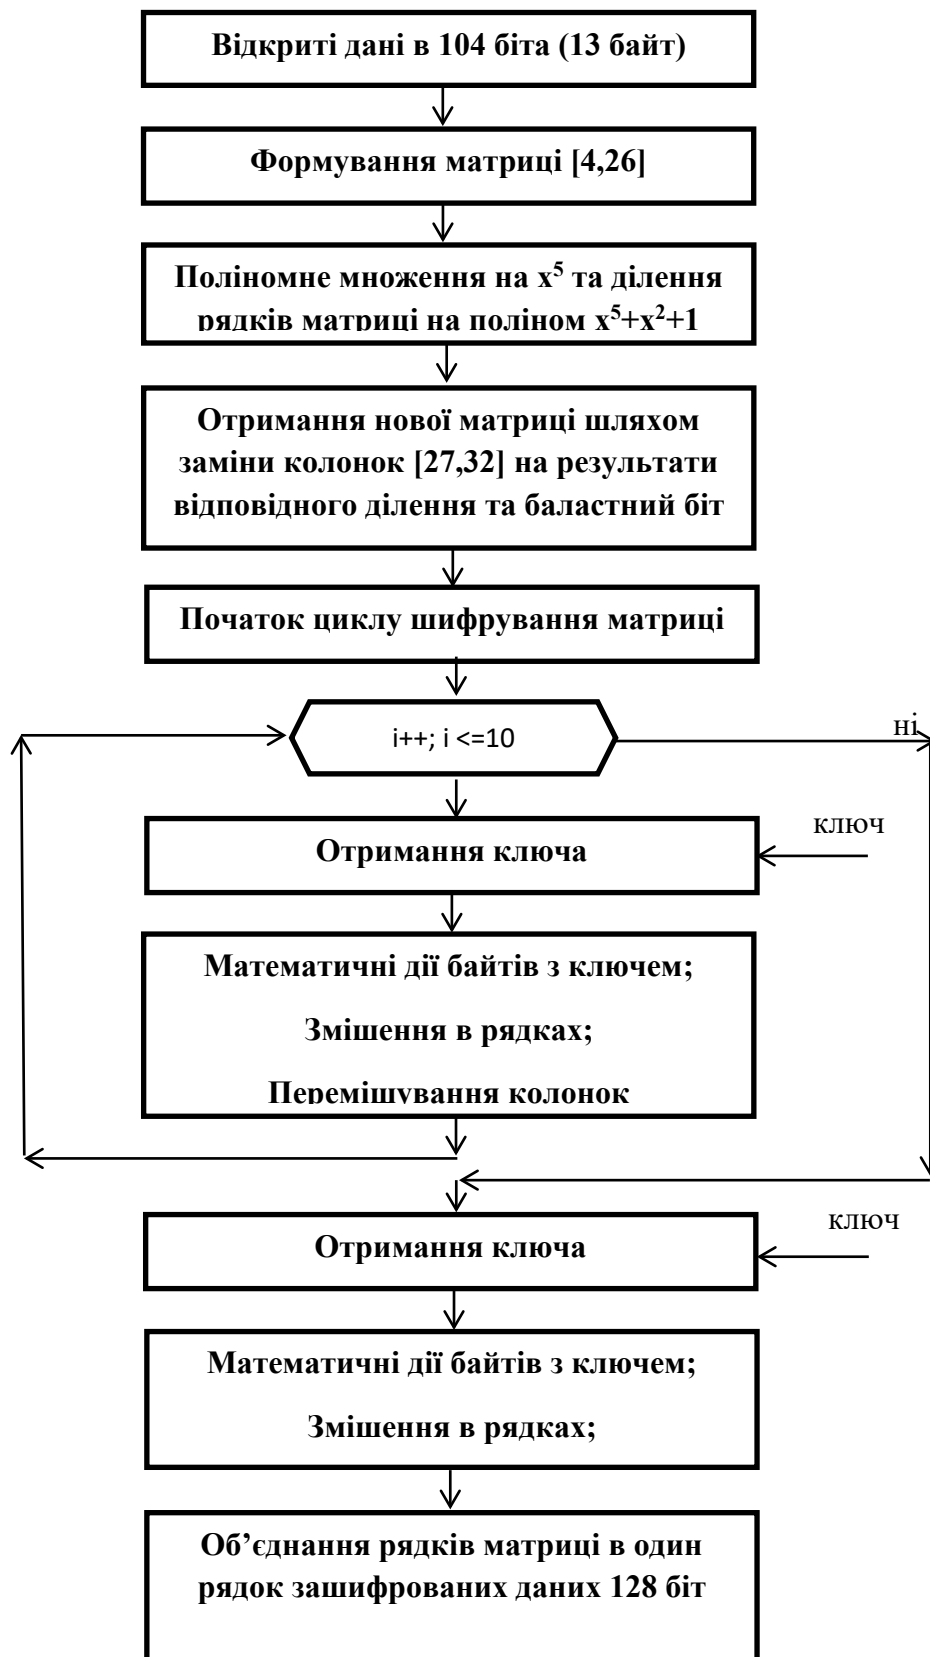 Відкриті дані в 104 біта (13 байт)
Формування матриці [4,26]
Поліномне множення на x⁵ та ділення
рядків матриці на поліном x⁵+x²+1
Отримання нової матриці шляхом
заміни колонок [27,32] на результати
відповідного ділення та баластний біт
Початок циклу шифрування матриці
i++; i <=10
ні
ключ
Отримання ключа
Математичні дії байтів з ключем;
Змішення в рядках;
Перемішування колонок
ключ
Отримання ключа
Математичні дії байтів з ключем;
Змішення в рядках;
Об’єднання рядків матриці в один
рядок зашифрованих даних 128 біт